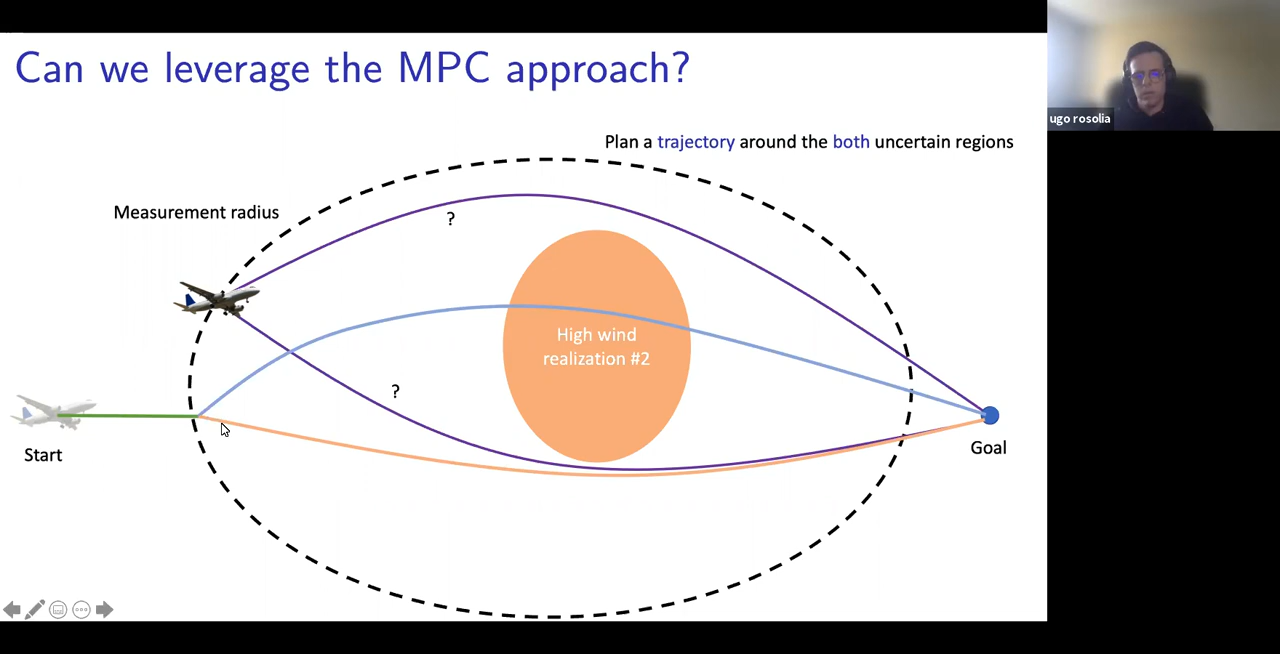 Can we leverage the MPC approach?
ugo rosolia
Plan a trajectory around the both uncertain regions
Measurement radius
?
High wind
realization #2
?
Start
Goal